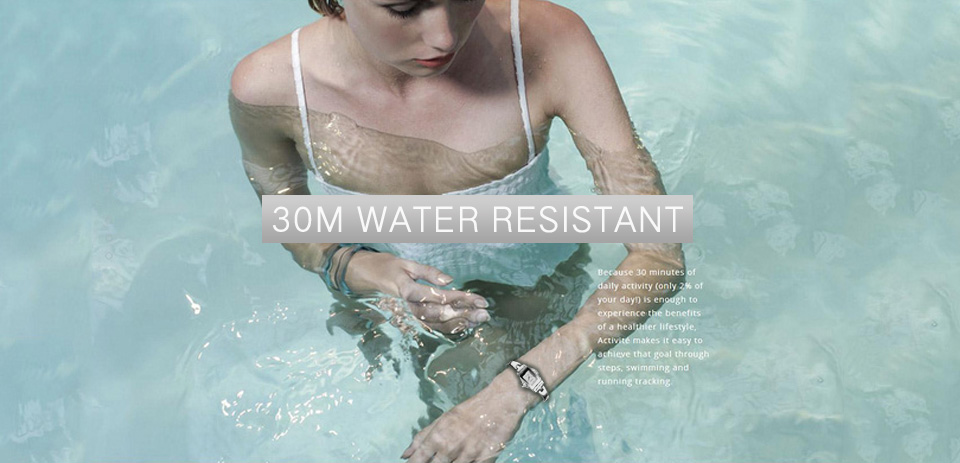 30M WATER RESISTANT
Because 30 minutes of
daily activity (only 2% of
your day!) is enough to
experience the benefits
of a healthier lifestyle,
Activité makes it easy to
achieve that goal through
steps, swimming and
running tracking.